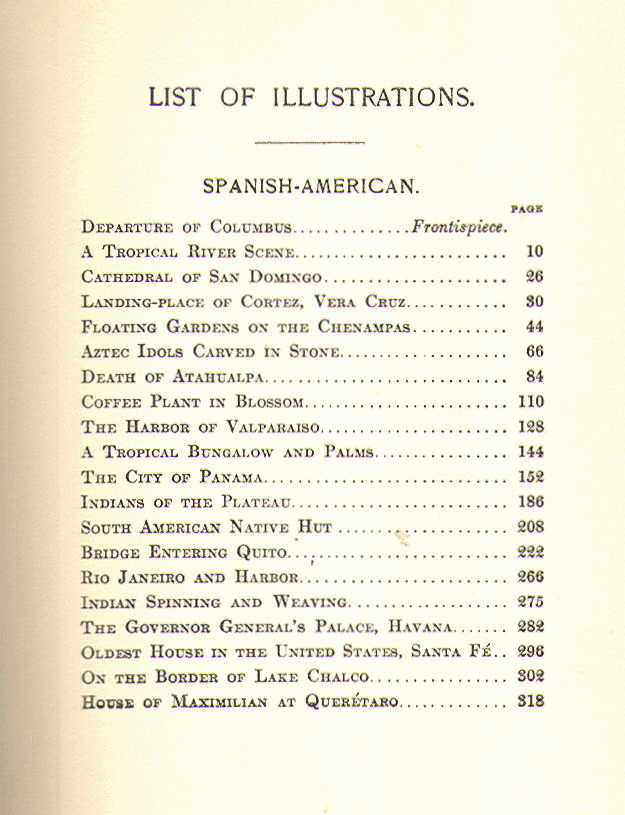 LIST OF ILLUSTRATIONS.
SPANISH-AMERICAN.
PAGE
Departure of Columbus..............Frontispiece.
A Tropical River Scene........................ 10
Cathedral of San Domingo..................... 26
Landing-place of Cortez, Vera Cruz........... 30
Floating Gardens on the Chenampas........... 44
Aztec Idols Carved in Stone.................. 66
Death of Atahualpa........................... 84
Coffee Plant in Blossom...................... 110
The Harbor of Valparaiso..................... 128
A Tropical Bungalow and Palms............... 144
The City of Panama........................... 152
Indians of the Plateau....................... 186
South American Native Hut.................... 208
Bridge Entering Quito........................ 222
Rio Janeiro and Harbor....................... 266
Indian Spinning and Weaving.................. 275
The Governor General's Palace, Havana....... 282
Oldest House in the United States, Santa Fé.. 296
On the Border of Lake Chalco................ 302
House of Maximilian at Querétaro............. 318